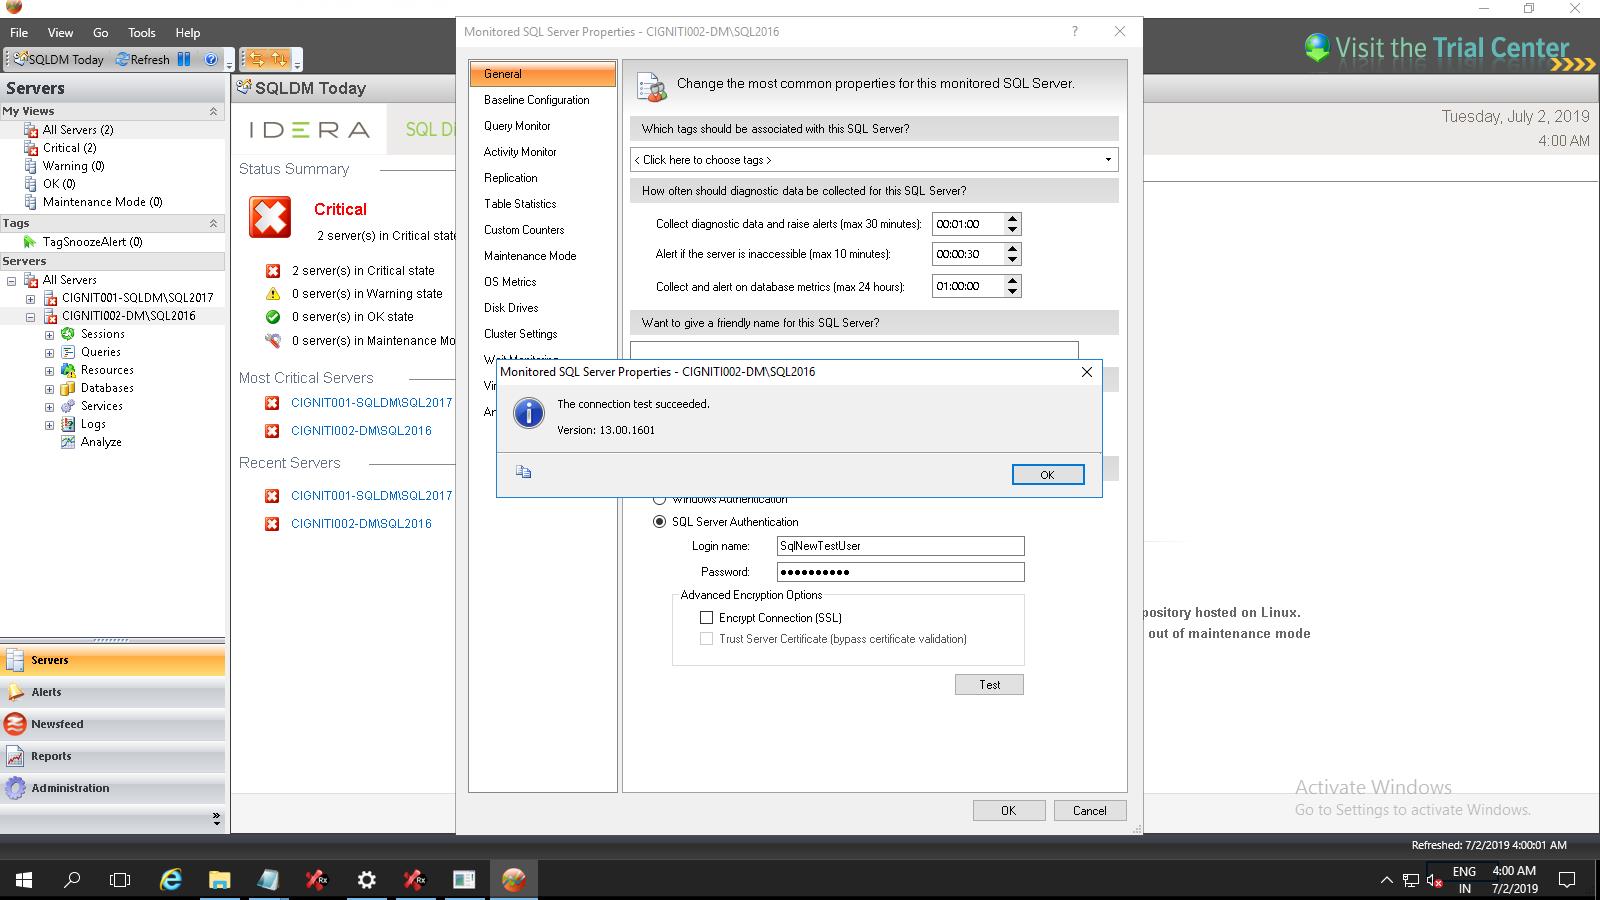 File View Go Tools Help
SQLDM Today Refresh
Visit the Trial Center
Servers
My Views
All Servers (2)
Critical (2)
Warning (0)
OK (0)
Maintenance Mode (0)
Tags
TagSnoozeAlert (0)
Servers
All Servers
CIGNIT001-SQLDM\SQL2017
CIGNITI002-DM\SQL2016
Sessions
Queries
Resources
Databases
Services
Logs
Analyze
Servers
Alerts
Newsfeed
Reports
Administration
SQLDM Today
IDERA SQL D
Tuesday, July 2, 2019
4:00 AM
Status Summary
Critical
2 server(s) in Critical state
2 server(s) in Critical state
0 server(s) in Warning state
0 server(s) in OK state
0 server(s) in Maintenance Mo
Most Critical Servers
CIGNIT001-SQLDM\SQL2017
CIGNITI002-DM\SQL2016
Recent Servers
CIGNIT001-SQLDM\SQL2017
CIGNITI002-DM\SQL2016
Monitored SQL Server Properties - CIGNITI002-DM\SQL2016
General
Baseline Configuration
Query Monitor
Activity Monitor
Replication
Table Statistics
Custom Counters
Maintenance Mode
OS Metrics
Disk Drives
Cluster Settings
Wait Monitoring
Vir
An
Change the most common properties for this monitored SQL Server.
Which tags should be associated with this SQL Server?
< Click here to choose tags >
How often should diagnostic data be collected for this SQL Server?
Collect diagnostic data and raise alerts (max 30 minutes): 00:01:00
Alert if the server is inaccessible (max 10 minutes): 00:00:30
Collect and alert on database metrics (max 24 hours): 01:00:00
Want to give a friendly name for this SQL Server?
Monitored SQL Server Properties - CIGNITI002-DM\SQL2016
The connection test succeeded.
Version: 13.00.1601
OK
Windows Authentication
SQL Server Authentication
Login name: SqlNewTestUser
Password: ●●●●●●●●●●
Advanced Encryption Options
Encrypt Connection (SSL)
Trust Server Certificate (bypass certificate validation)
Test
OK Cancel
pository hosted on Linux.
out of maintenance mode
Activate Windows
Go to Settings to activate Windows.
Refreshed: 7/2/2019 4:00:01 AM
ENG
IN
4:00 AM
7/2/2019